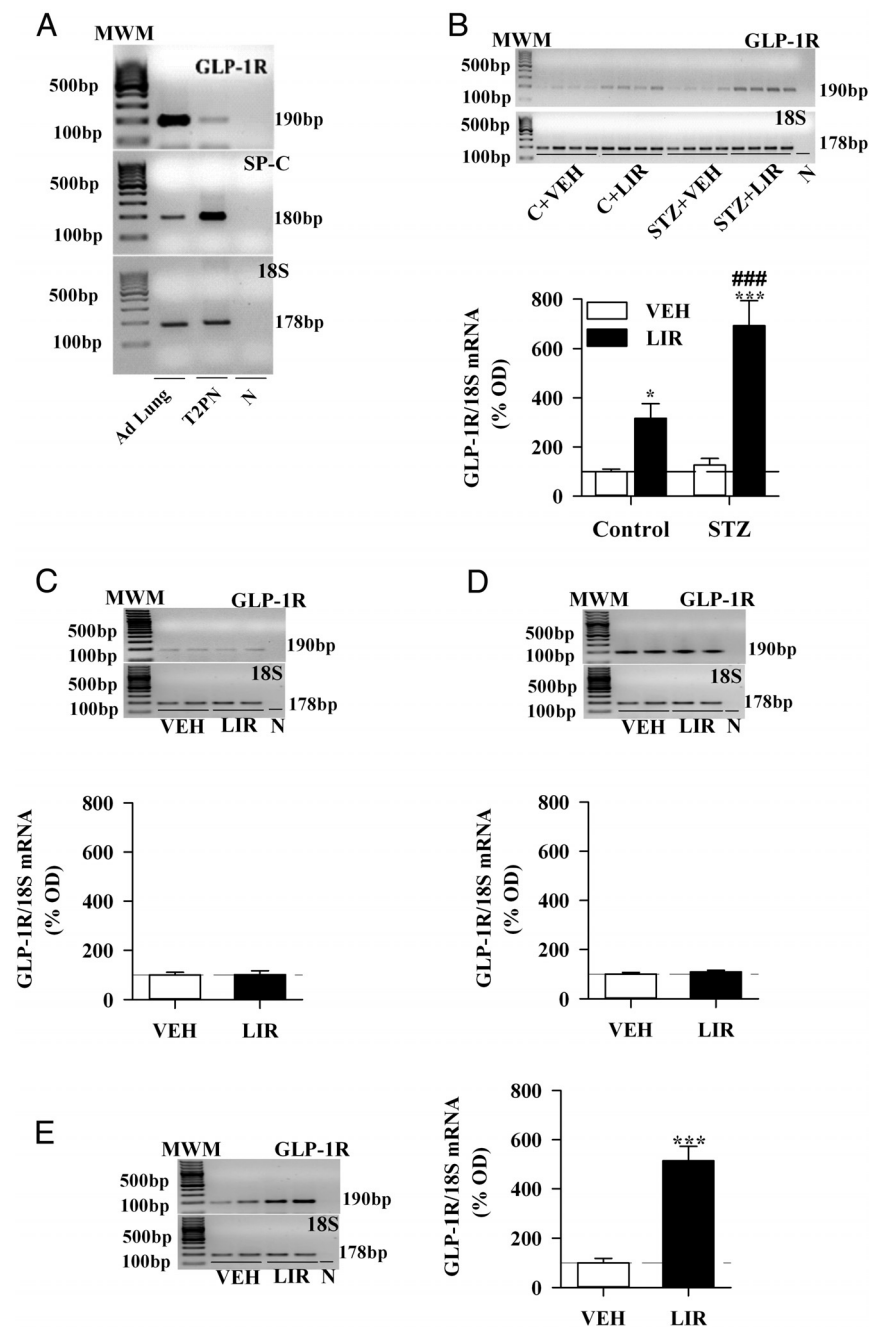 A
MWM
GLP-1R
500bp
190bp
100bp
SP-C
500bp
180bp
100bp
18S
500bp
178bp
100bp
Ad Lung
T2PN
N
B
MWM
GLP-1R
500bp
190bp
100bp
18S
500bp
178bp
100bp
C+VEH
C+LIR
STZ+VEH
STZ+LIR
N
GLP-1R/18S mRNA
(% OD)
800
600
400
200
0
VEH
LIR
*
###
***
Control
STZ
C
MWM
GLP-1R
500bp
190bp
100bp
18S
500bp
178bp
100bp
VEH LIR N
GLP-1R/18S mRNA
(% OD)
800
600
400
200
0
VEH LIR
D
MWM
GLP-1R
500bp
190bp
100bp
18S
500bp
178bp
100bp
VEH LIR N
GLP-1R/18S mRNA
(% OD)
800
600
400
200
0
VEH LIR
E
MWM
GLP-1R
500bp
190bp
100bp
18S
500bp
178bp
100bp
VEH LIR N
GLP-1R/18S mRNA
(% OD)
800
600
400
200
0
***
VEH LIR